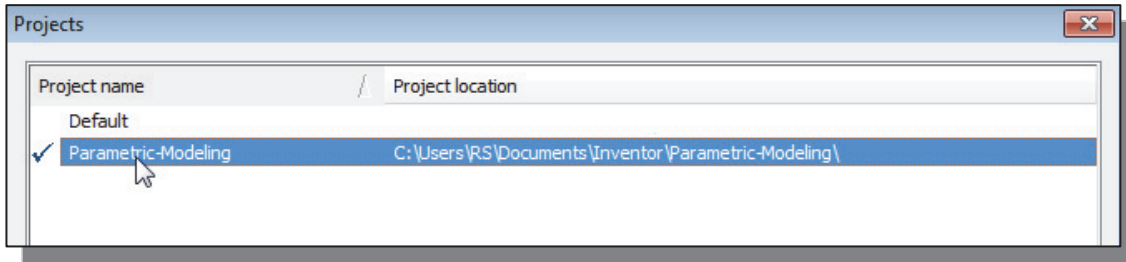 Projects
Project name Project location
Default
Parametric-Modeling C:\Users\RS\Documents\Inventor\Parametric-Modeling\